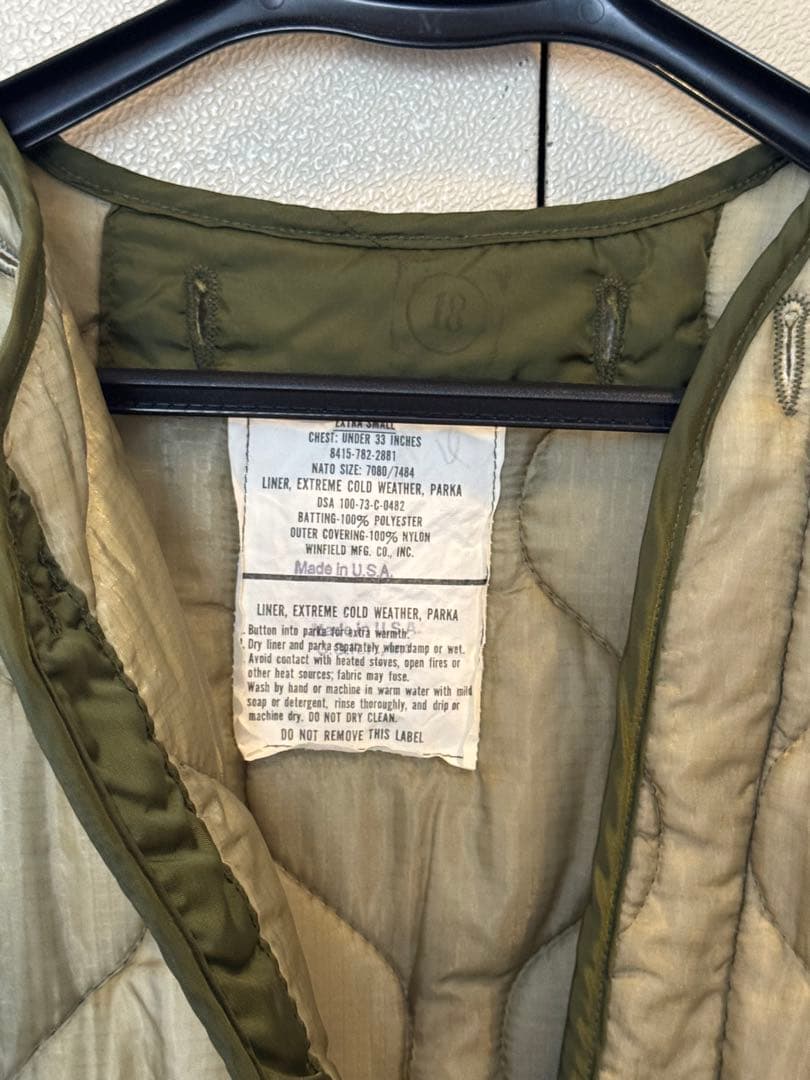 18
EXTRA SMALL
CHEST: UNDER 33 INCHES
8415-782-2881
NATO SIZE: 7080/7484
LINER, EXTREME COLD WEATHER, PARKA
DSA 100-73-C-0482
BATTING-100% POLYESTER
OUTER COVERING-100% NYLON
WINFIELD MFG. CO., INC.
Made in U.S.A.
LINER, EXTREME COLD WEATHER, PARKA
Button into parka for extra warmth.
Made in U.S.A.
Dry liner and parka separately when damp or wet.
Avoid contact with heated stoves, open fires or
other heat sources; fabric may fuse.
Wash by hand or machine in warm water with mild
soap or detergent, rinse thoroughly, and drip or
machine dry. DO NOT DRY CLEAN.
DO NOT REMOVE THIS LABEL